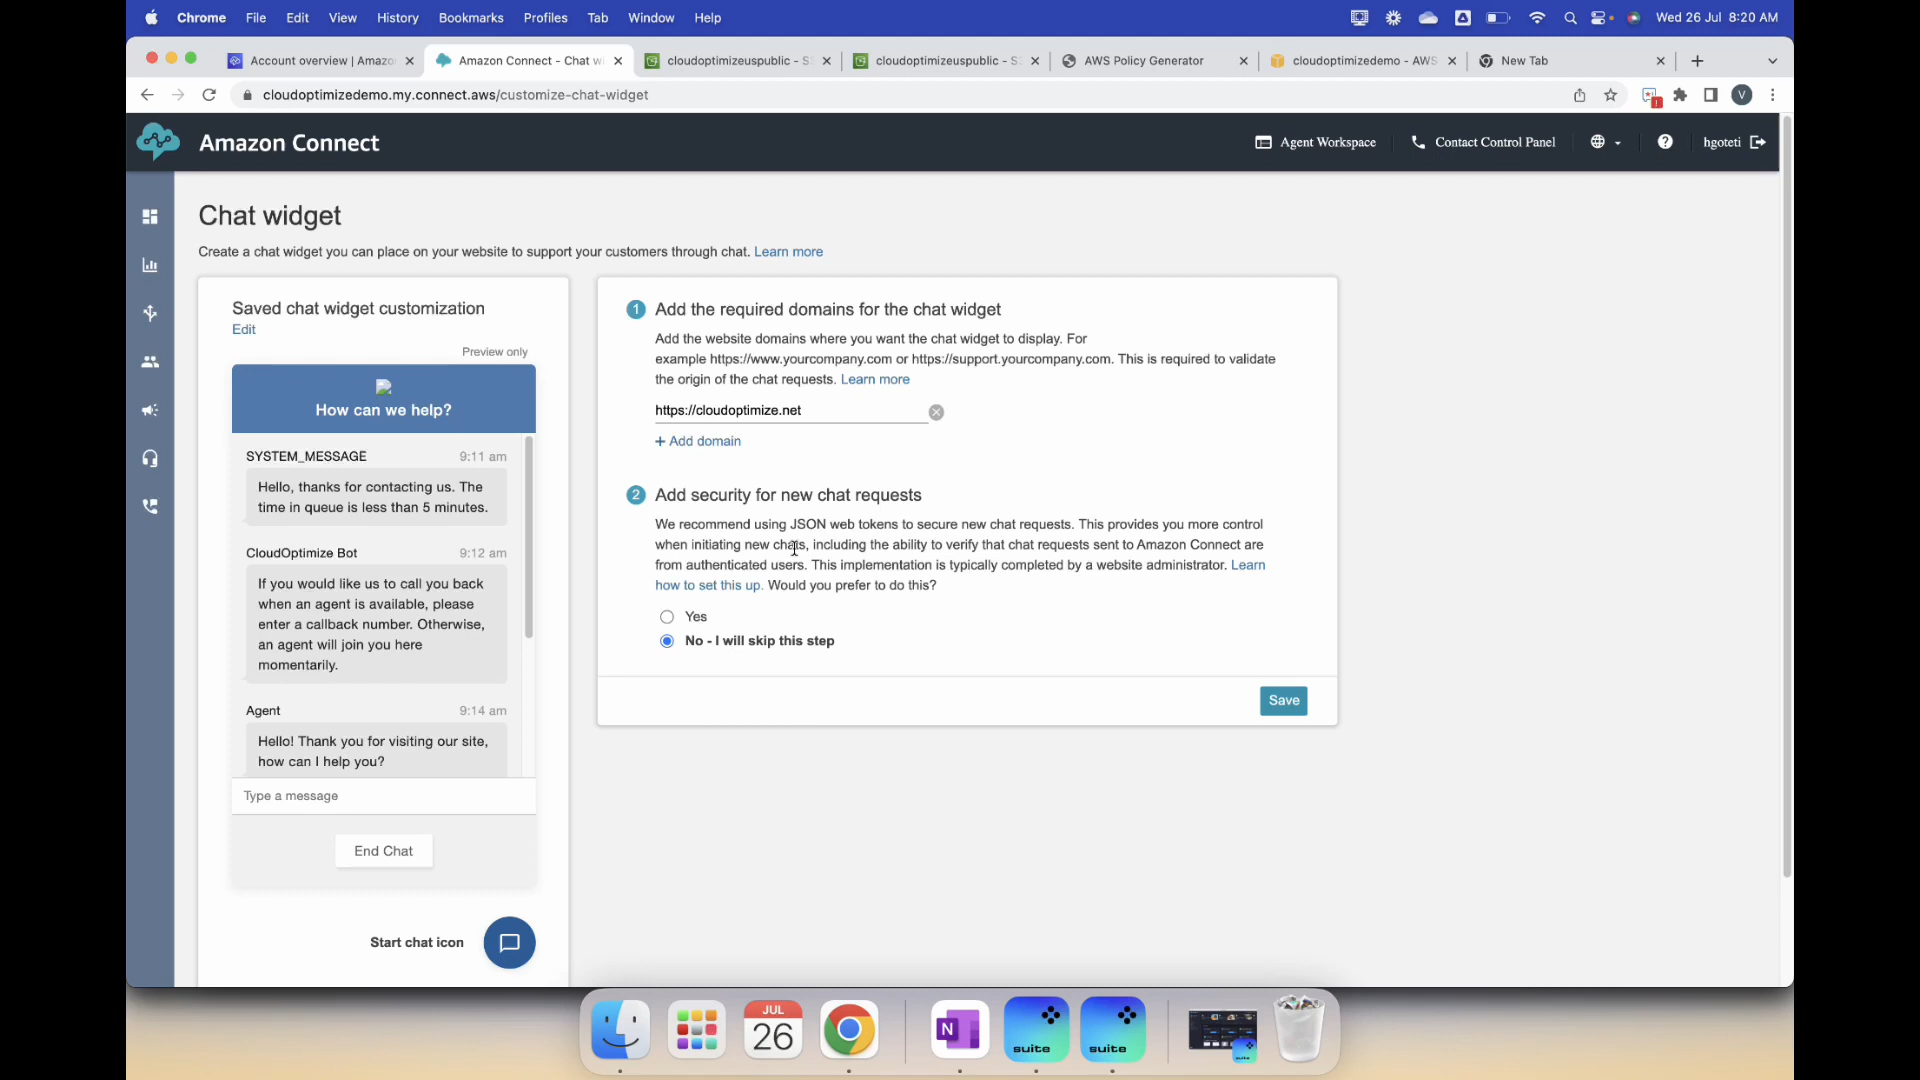 Chrome File Edit View History Bookmarks Profiles Tab Window Help Wed 26 Jul 8:20 AM
Account overview | Amazo Amazon Connect - Chat wi cloudoptimizeuspublic - S cloudoptimizeuspublic - S AWS Policy Generator cloudoptimizedemo - AWS New Tab
cloudoptimizedemo.my.connect.aws/customize-chat-widget V
Amazon Connect Agent Workspace Contact Control Panel hgoteti
Chat widget
Create a chat widget you can place on your website to support your customers through chat. Learn more
Saved chat widget customization
Edit
Preview only
How can we help?
SYSTEM_MESSAGE 9:11 am
Hello, thanks for contacting us. The
time in queue is less than 5 minutes.
CloudOptimize Bot 9:12 am
If you would like us to call you back
when an agent is available, please
enter a callback number. Otherwise,
an agent will join you here
momentarily.
Agent 9:14 am
Hello! Thank you for visiting our site,
how can I help you?
Type a message
End Chat
Start chat icon
1 Add the required domains for the chat widget
Add the website domains where you want the chat widget to display. For
example https://www.yourcompany.com or https://support.yourcompany.com. This is required to validate
the origin of the chat requests. Learn more
https://cloudoptimize.net
+ Add domain
2 Add security for new chat requests
We recommend using JSON web tokens to secure new chat requests. This provides you more control
when initiating new chats, including the ability to verify that chat requests sent to Amazon Connect are
from authenticated users. This implementation is typically completed by a website administrator. Learn
how to set this up. Would you prefer to do this?
Yes
No - I will skip this step
Save
JUL
26
N
suite
suite